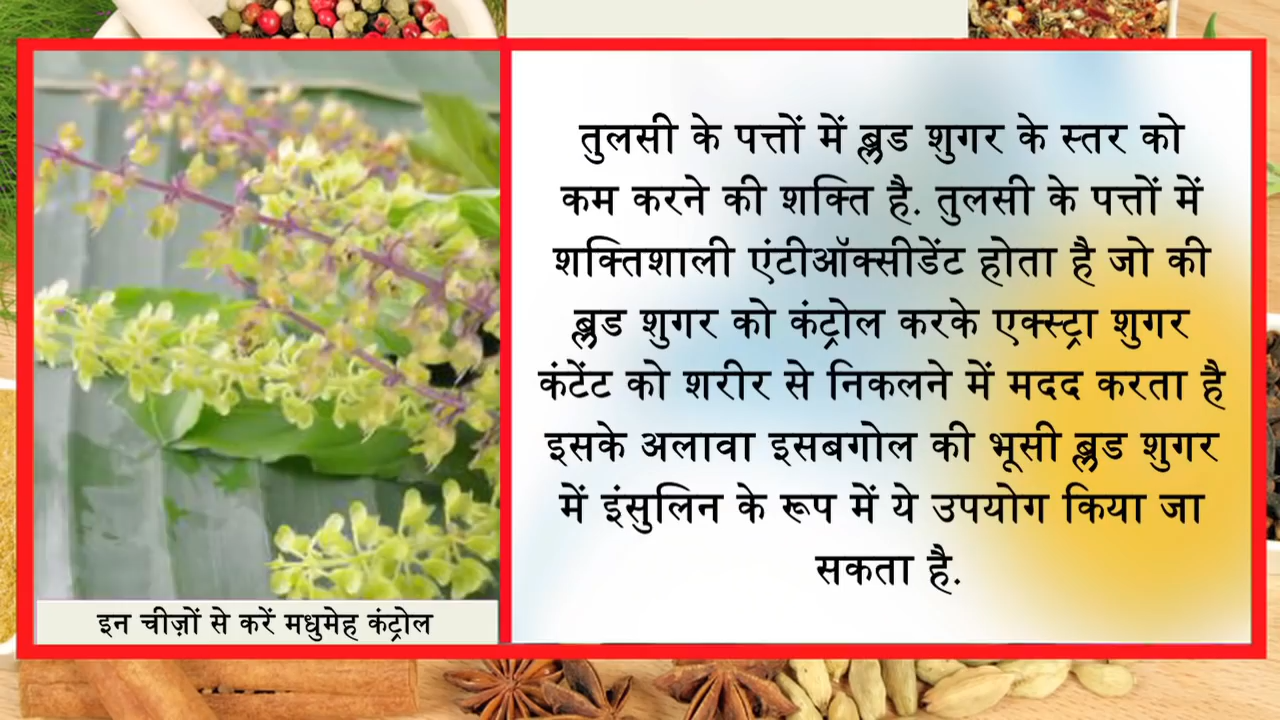 तुलसी के पत्तों में ब्लड शुगर के स्तर को
कम करने की शक्ति है. तुलसी के पत्तों में
शक्तिशाली एंटीऑक्सीडेंट होता है जो की
ब्लड शुगर को कंट्रोल करके एक्स्ट्रा शुगर
कंटेंट को शरीर से निकलने में मदद करता है
इसके अलावा इसबगोल की भूसी ब्लड शुगर
में इंसुलिन के रूप में ये उपयोग किया जा
सकता है.
इन चीज़ों से करें मधुमेह कंट्रोल